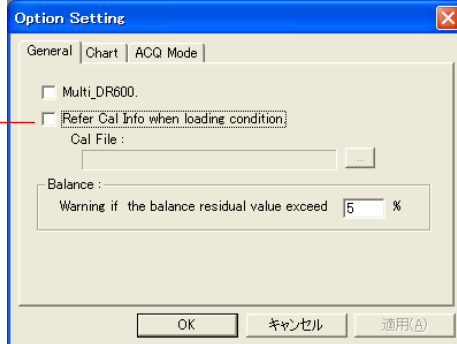 Option Setting
General
Chart
ACQ Mode
Multi_DR600.
Refer Cal Info when loading condition.
Cal File :
...
Balance :
Warning if the balance residual value exceed 5 %
OK
キャンセル
適用(A)